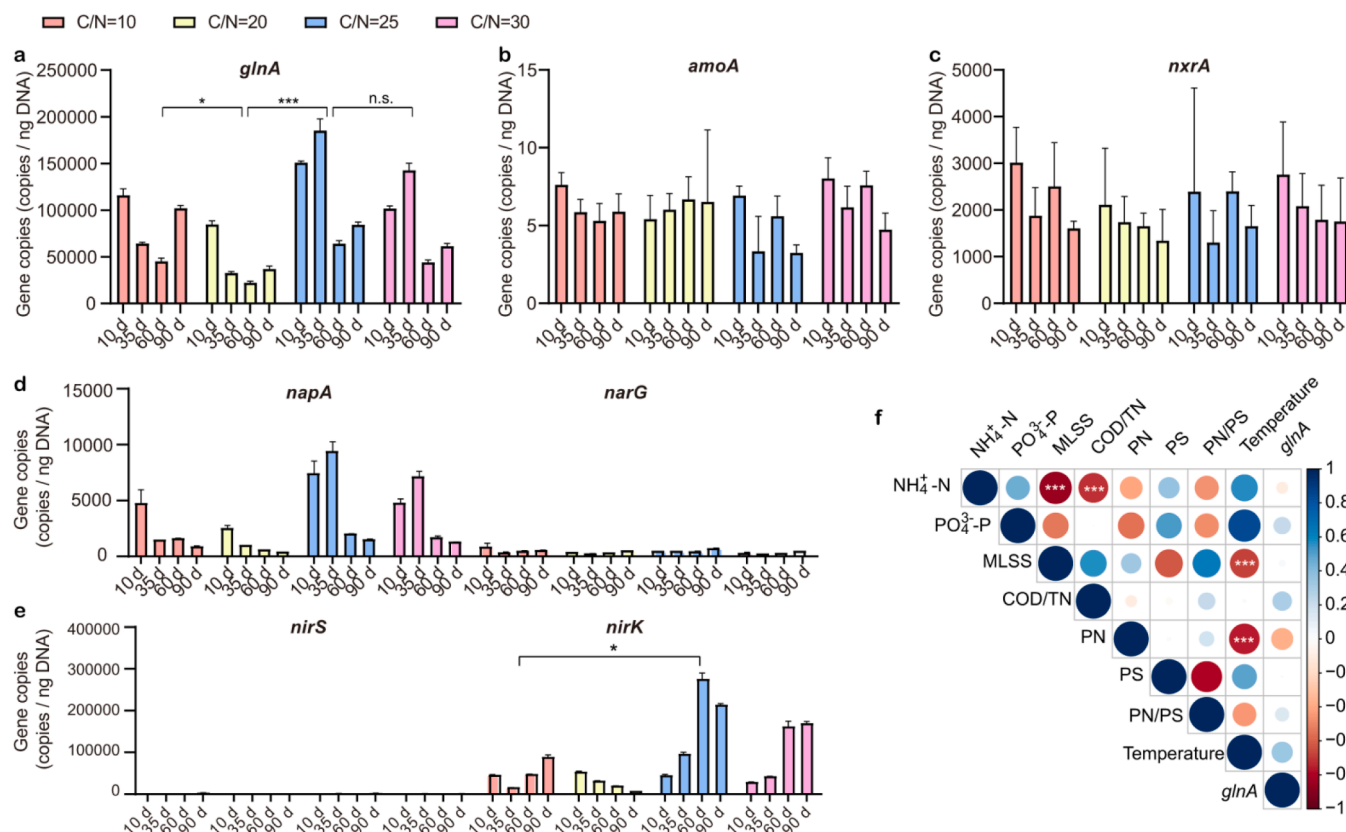 C/N=10 C/N=20 C/N=25 C/N=30
a glnA
Gene copies (copies / ng DNA)
250000
200000
150000
100000
50000
0
* *** n.s.
10 d 35 d 60 d 90 d 10 d 35 d 60 d 90 d 10 d 35 d 60 d 90 d 10 d 35 d 60 d 90 d
b amoA
Gene copies (copies / ng DNA)
15
10
5
0
10 d 35 d 60 d 90 d 10 d 35 d 60 d 90 d 10 d 35 d 60 d 90 d 10 d 35 d 60 d 90 d
c nxrA
Gene copies (copies / ng DNA)
5000
4000
3000
2000
1000
0
10 d 35 d 60 d 90 d 10 d 35 d 60 d 90 d 10 d 35 d 60 d 90 d 10 d 35 d 60 d 90 d
d napA narG
Gene copies
(copies / ng DNA)
15000
10000
5000
0
10 d 35 d 60 d 90 d 10 d 35 d 60 d 90 d 10 d 35 d 60 d 90 d 10 d 35 d 60 d 90 d 10 d 35 d 60 d 90 d 10 d 35 d 60 d 90 d 10 d 35 d 60 d 90 d 10 d 35 d 60 d 90 d
e nirS nirK
Gene copies
(copies / ng DNA)
400000
300000
200000
100000
0
*
10 d 35 d 60 d 90 d 10 d 35 d 60 d 90 d 10 d 35 d 60 d 90 d 10 d 35 d 60 d 90 d 10 d 35 d 60 d 90 d 10 d 35 d 60 d 90 d 10 d 35 d 60 d 90 d 10 d 35 d 60 d 90 d
f
NH₄⁺-N PO₄³⁻-P MLSS COD/TN PN PS PN/PS Temperature glnA
NH₄⁺-N *** ***
PO₄³⁻-P
MLSS ***
COD/TN
PN ***
PS
PN/PS
Temperature
glnA
1
0.8
0.6
0.4
0.2
0
−0
−0
−0
−0
−1